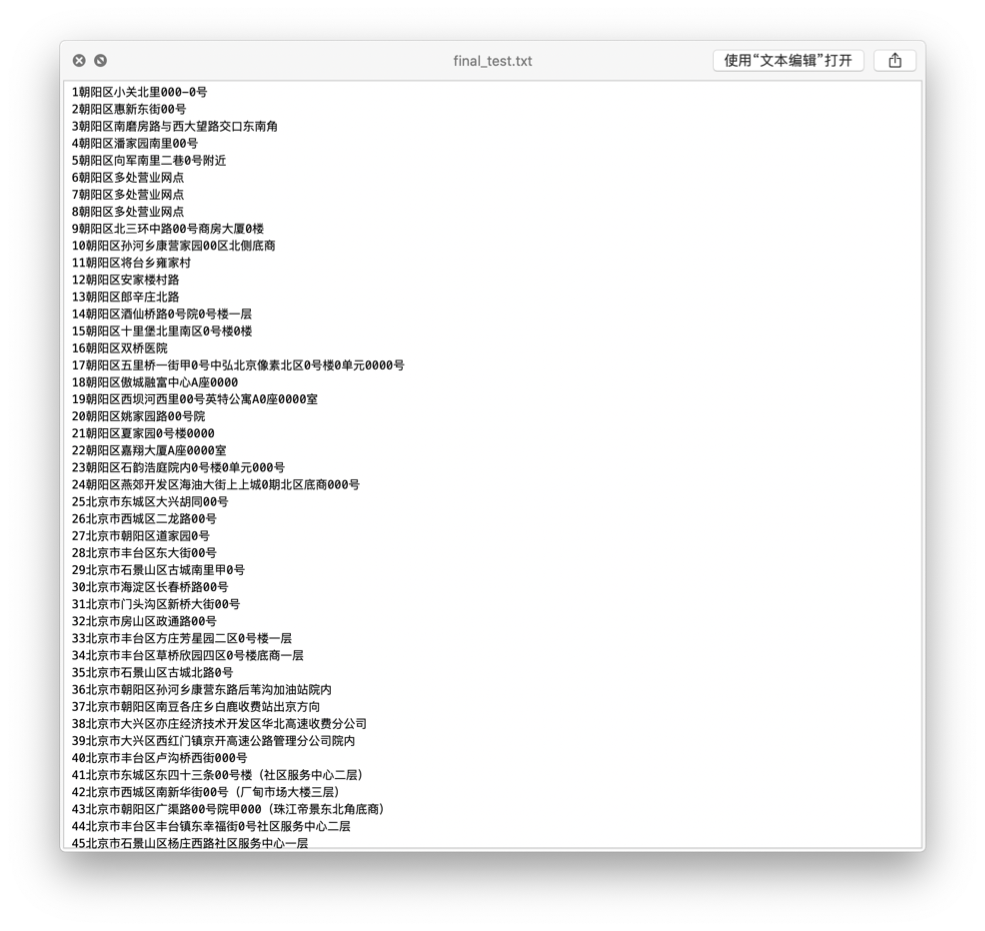 final_test.txt
使用“文本编辑”打开
1朝阳区小关北里000-0号
2朝阳区惠新东街00号
3朝阳区南磨房路与西大望路交口东南角
4朝阳区潘家园南里00号
5朝阳区向军南里二巷0号附近
6朝阳区多处营业网点
7朝阳区多处营业网点
8朝阳区多处营业网点
9朝阳区北三环中路00号商房大厦0楼
10朝阳区孙河乡康营家园00区北侧底商
11朝阳区将台乡雍家村
12朝阳区安家楼村路
13朝阳区郎辛庄北路
14朝阳区酒仙桥路0号院0号楼一层
15朝阳区十里堡北里南区0号楼0楼
16朝阳区双桥医院
17朝阳区五里桥一街甲0号中弘北京像素北区0号楼0单元0000号
18朝阳区傲城融富中心A座0000
19朝阳区西坝河西里00号英特公寓A0座0000室
20朝阳区姚家园路00号院
21朝阳区夏家园0号楼0000
22朝阳区嘉翔大厦A座0000室
23朝阳区石韵浩庭院内0号楼0单元000号
24朝阳区燕郊开发区海油大街上上城0期北区底商000号
25北京市东城区大兴胡同00号
26北京市西城区二龙路00号
27北京市朝阳区道家园0号
28北京市丰台区东大街00号
29北京市石景山区古城南里甲0号
30北京市海淀区长春桥路00号
31北京市门头沟区新桥大街00号
32北京市房山区政通路00号
33北京市丰台区方庄芳星园二区0号楼一层
34北京市丰台区草桥欣园四区0号楼底商一层
35北京市石景山区古城北路0号
36北京市朝阳区孙河乡康营东路后苇沟加油站院内
37北京市朝阳区南豆各庄乡白鹿收费站出京方向
38北京市大兴区亦庄经济技术开发区华北高速收费分公司
39北京市大兴区西红门镇京开高速公路管理分公司院内
40北京市丰台区卢沟桥西街000号
41北京市东城区东四十三条00号楼（社区服务中心二层）
42北京市西城区南新华街00号（厂甸市场大楼三层）
43北京市朝阳区广渠路00号院甲000（珠江帝景东北角底商）
44北京市丰台区丰台镇东幸福街0号社区服务中心二层
45北京市石景山区杨庄西路社区服务中心一层